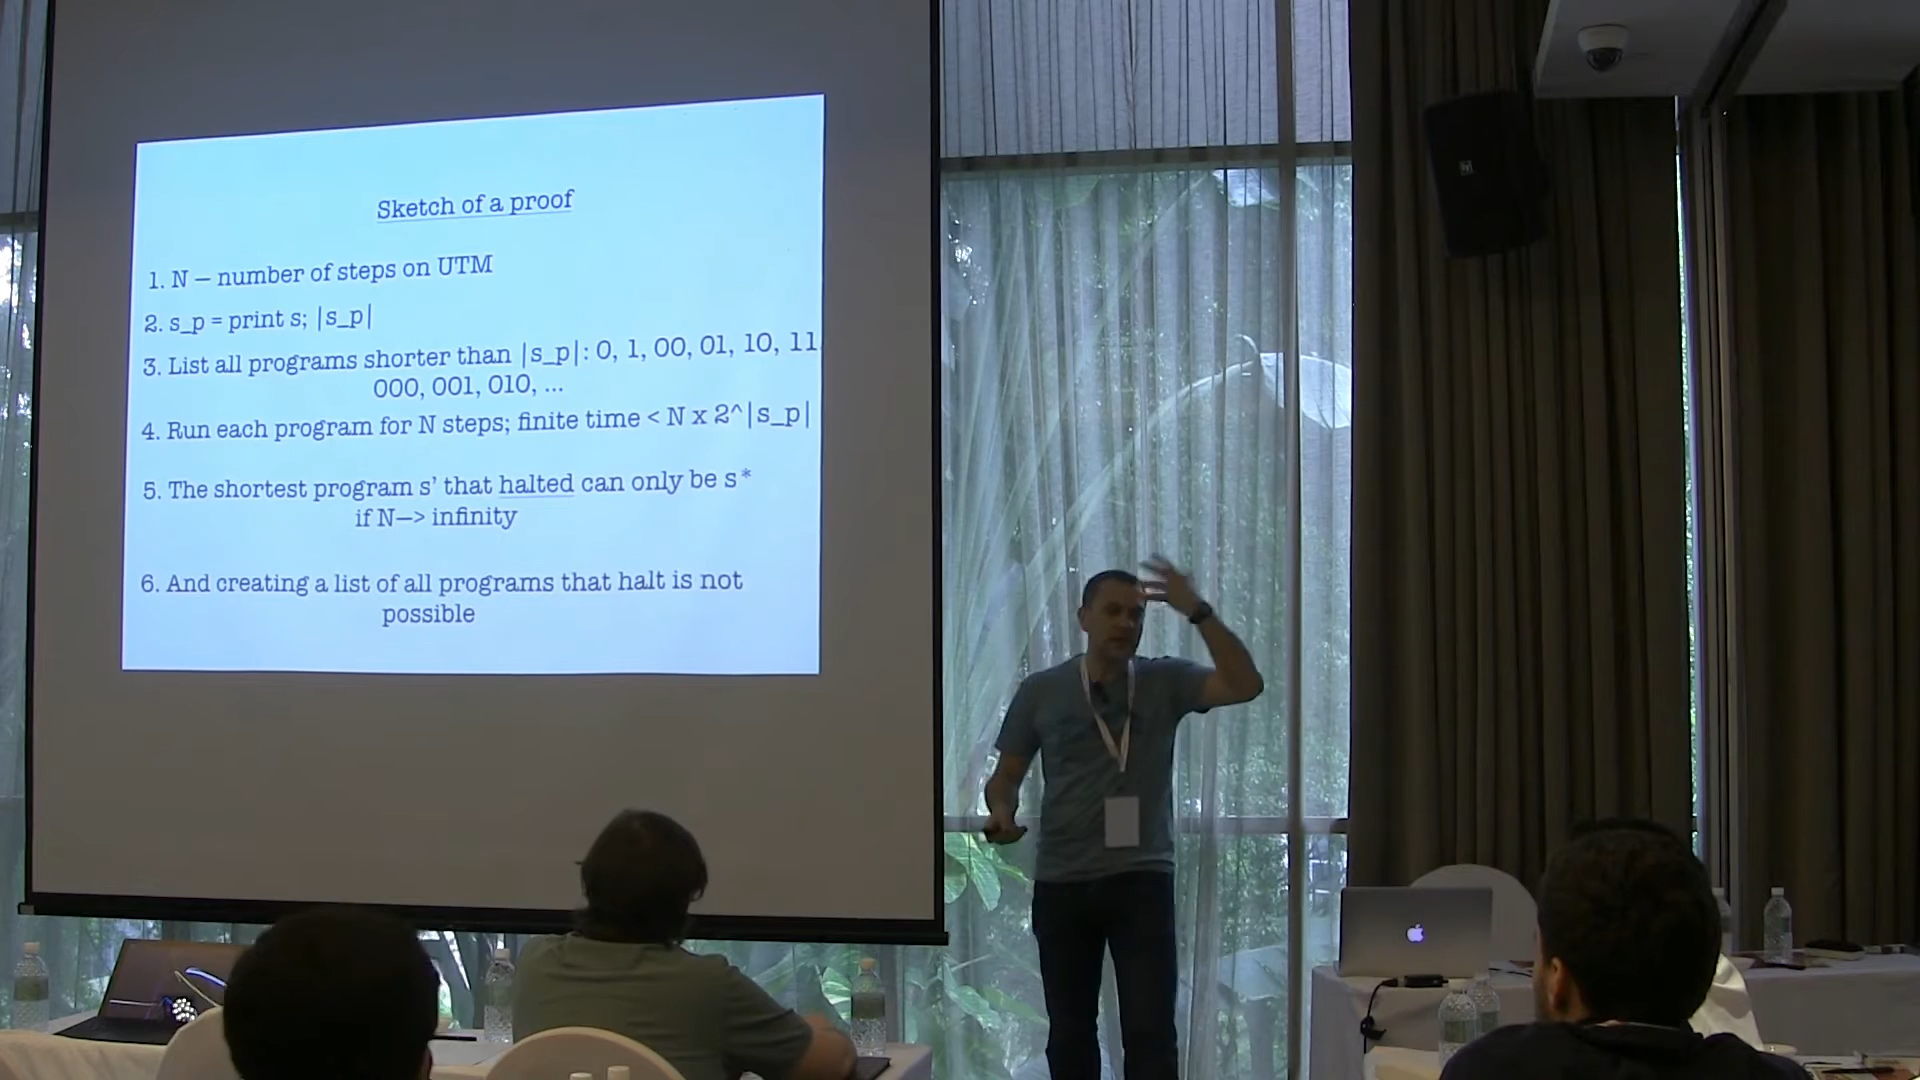 Sketch of a proof
1. N – number of steps on UTM
2. s_p = print s; |s_p|
3. List all programs shorter than |s_p|: 0, 1, 00, 01, 10, 11
000, 001, 010, ...
4. Run each program for N steps; finite time < N x 2^|s_p|
5. The shortest program s' that halted can only be s*
if N—> infinity
6. And creating a list of all programs that halt is not
possible